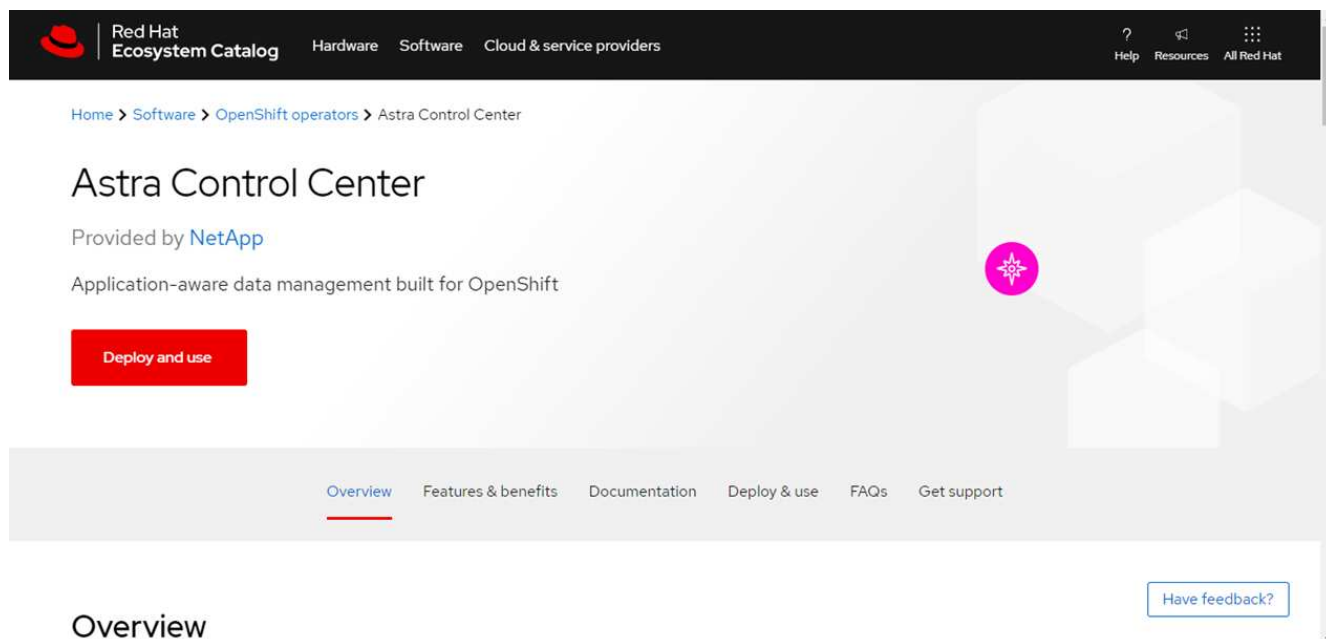 Red Hat
Ecosystem Catalog
Hardware Software Cloud & service providers
? Help Resources All Red Hat
Home > Software > OpenShift operators > Astra Control Center
Astra Control Center
Provided by NetApp
Application-aware data management built for OpenShift
Deploy and use
Overview Features & benefits Documentation Deploy & use FAQs Get support
Have feedback?
Overview